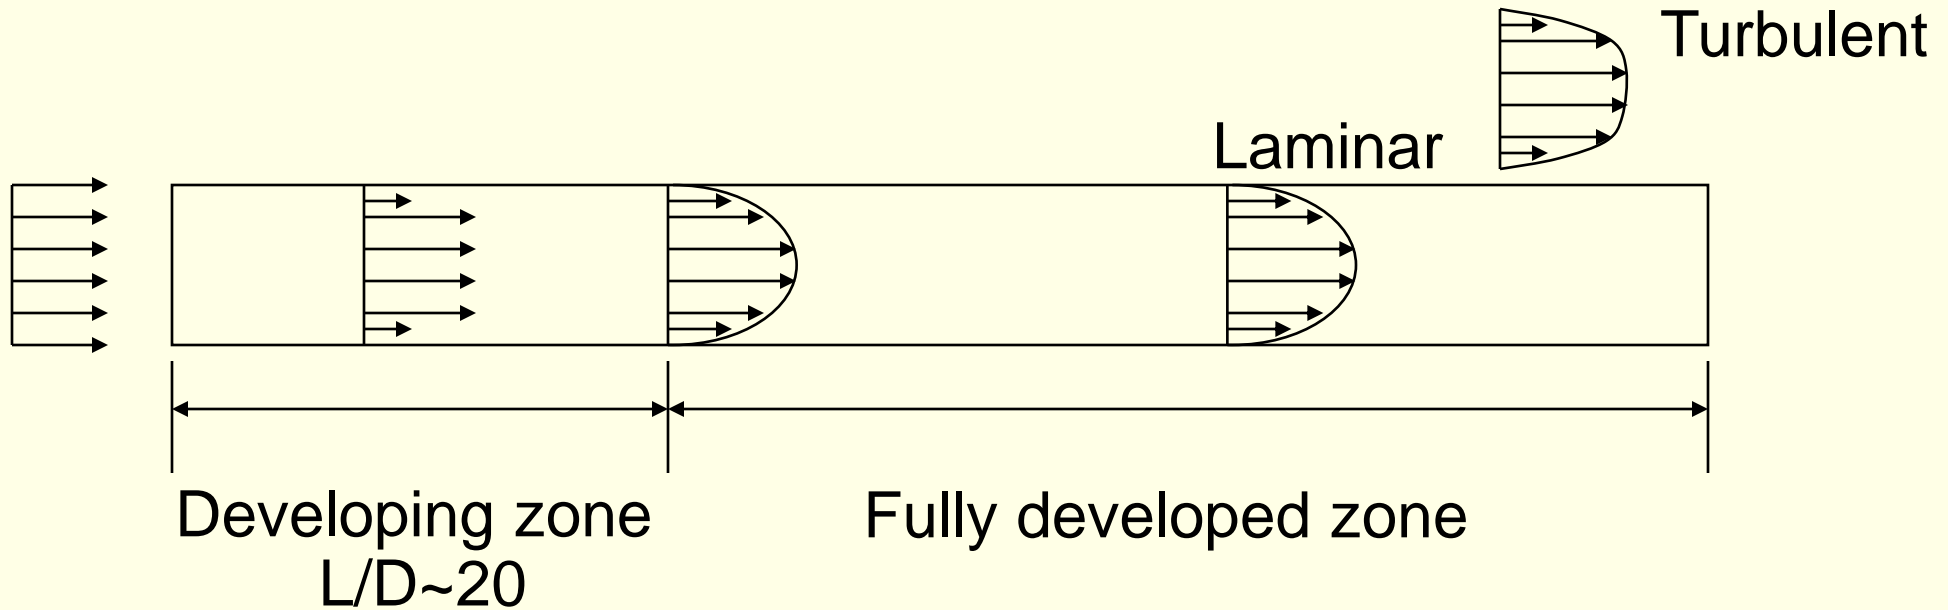 Turbulent
Laminar
Developing zone
L/D~20
Fully developed zone